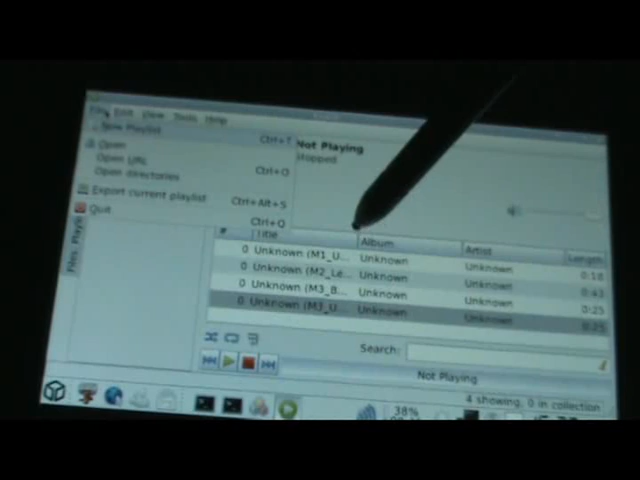 File Edit View Tools Help
New Playlist Ctrl+T
Open
Open URL Ctrl+O
Open directories
Export current playlist Ctrl+Alt+S
Quit Ctrl+Q
Not Playing
Stopped
Files
# Title Album Artist Length
0 Unknown (M1_U... Unknown Unknown 0:18
0 Unknown (M2_Le... Unknown Unknown 0:43
0 Unknown (M3_B... Unknown Unknown 0:25
0 Unknown (M3_U... Unknown Unknown 0:25
Search:
Not Playing
4 showing, 0 in collection
38%